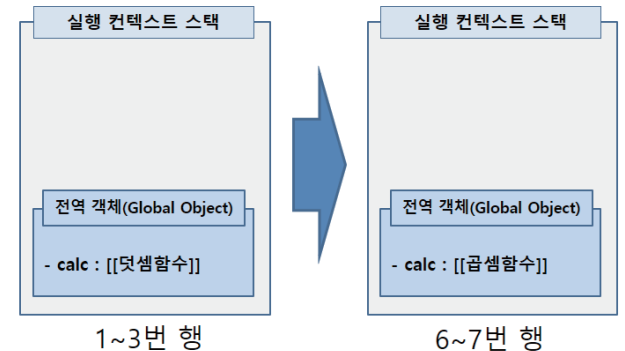 실행 컨텍스트 스택
전역 객체(Global Object)
- calc : [[덧셈함수]]
1~3번 행
실행 컨텍스트 스택
전역 객체(Global Object)
- calc : [[곱셈함수]]
6~7번 행